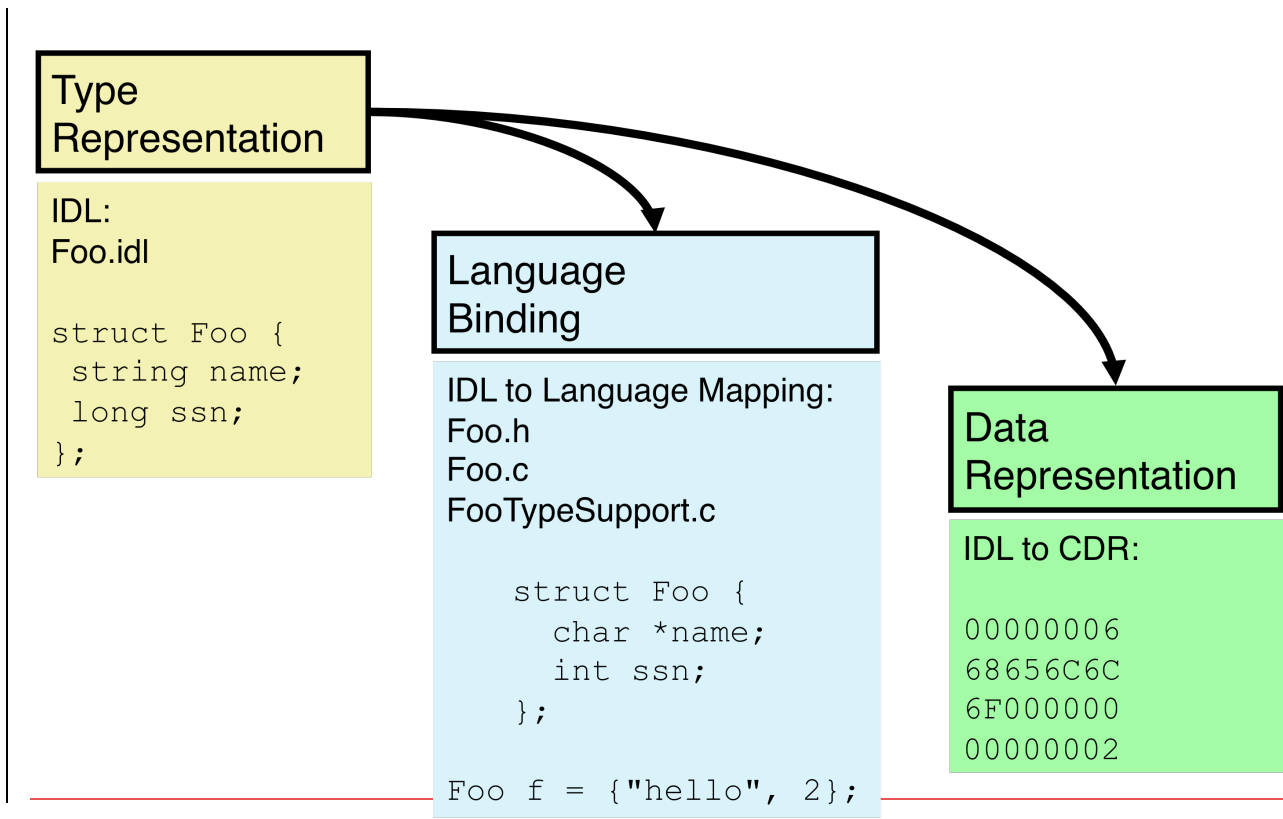 Type
Representation
IDL:
Foo.idl
struct Foo {
 string name;
 long ssn;
};
Language
Binding
IDL to Language Mapping:
Foo.h
Foo.c
FooTypeSupport.c
struct Foo {
  char *name;
  int ssn;
};
Foo f = {"hello", 2};
Data
Representation
IDL to CDR:
00000006
68656C6C
6F000000
00000002